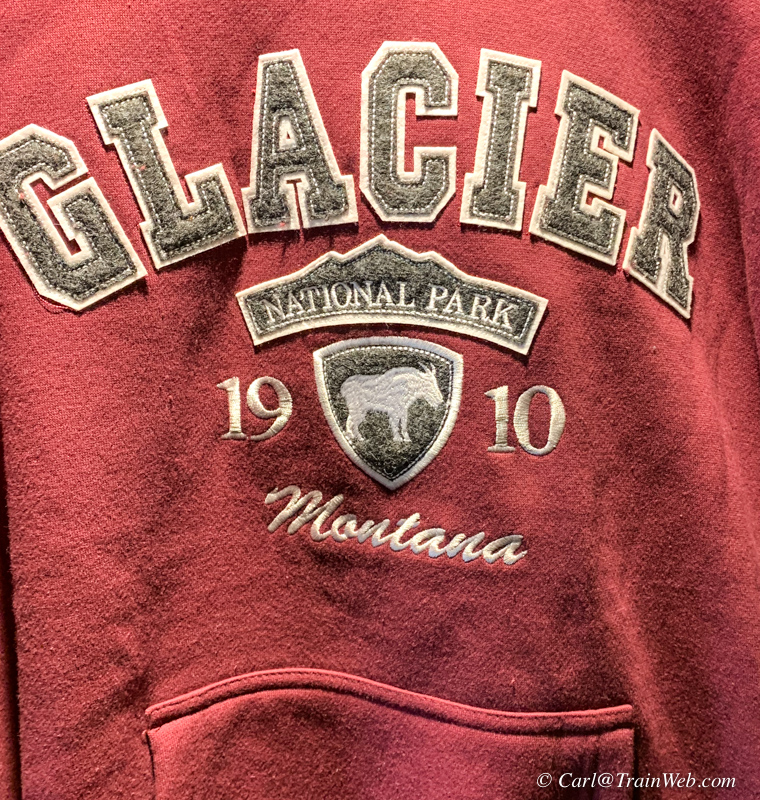 GLACIER
NATIONAL PARK
19 10
Montana
© Carl@TrainWeb.com